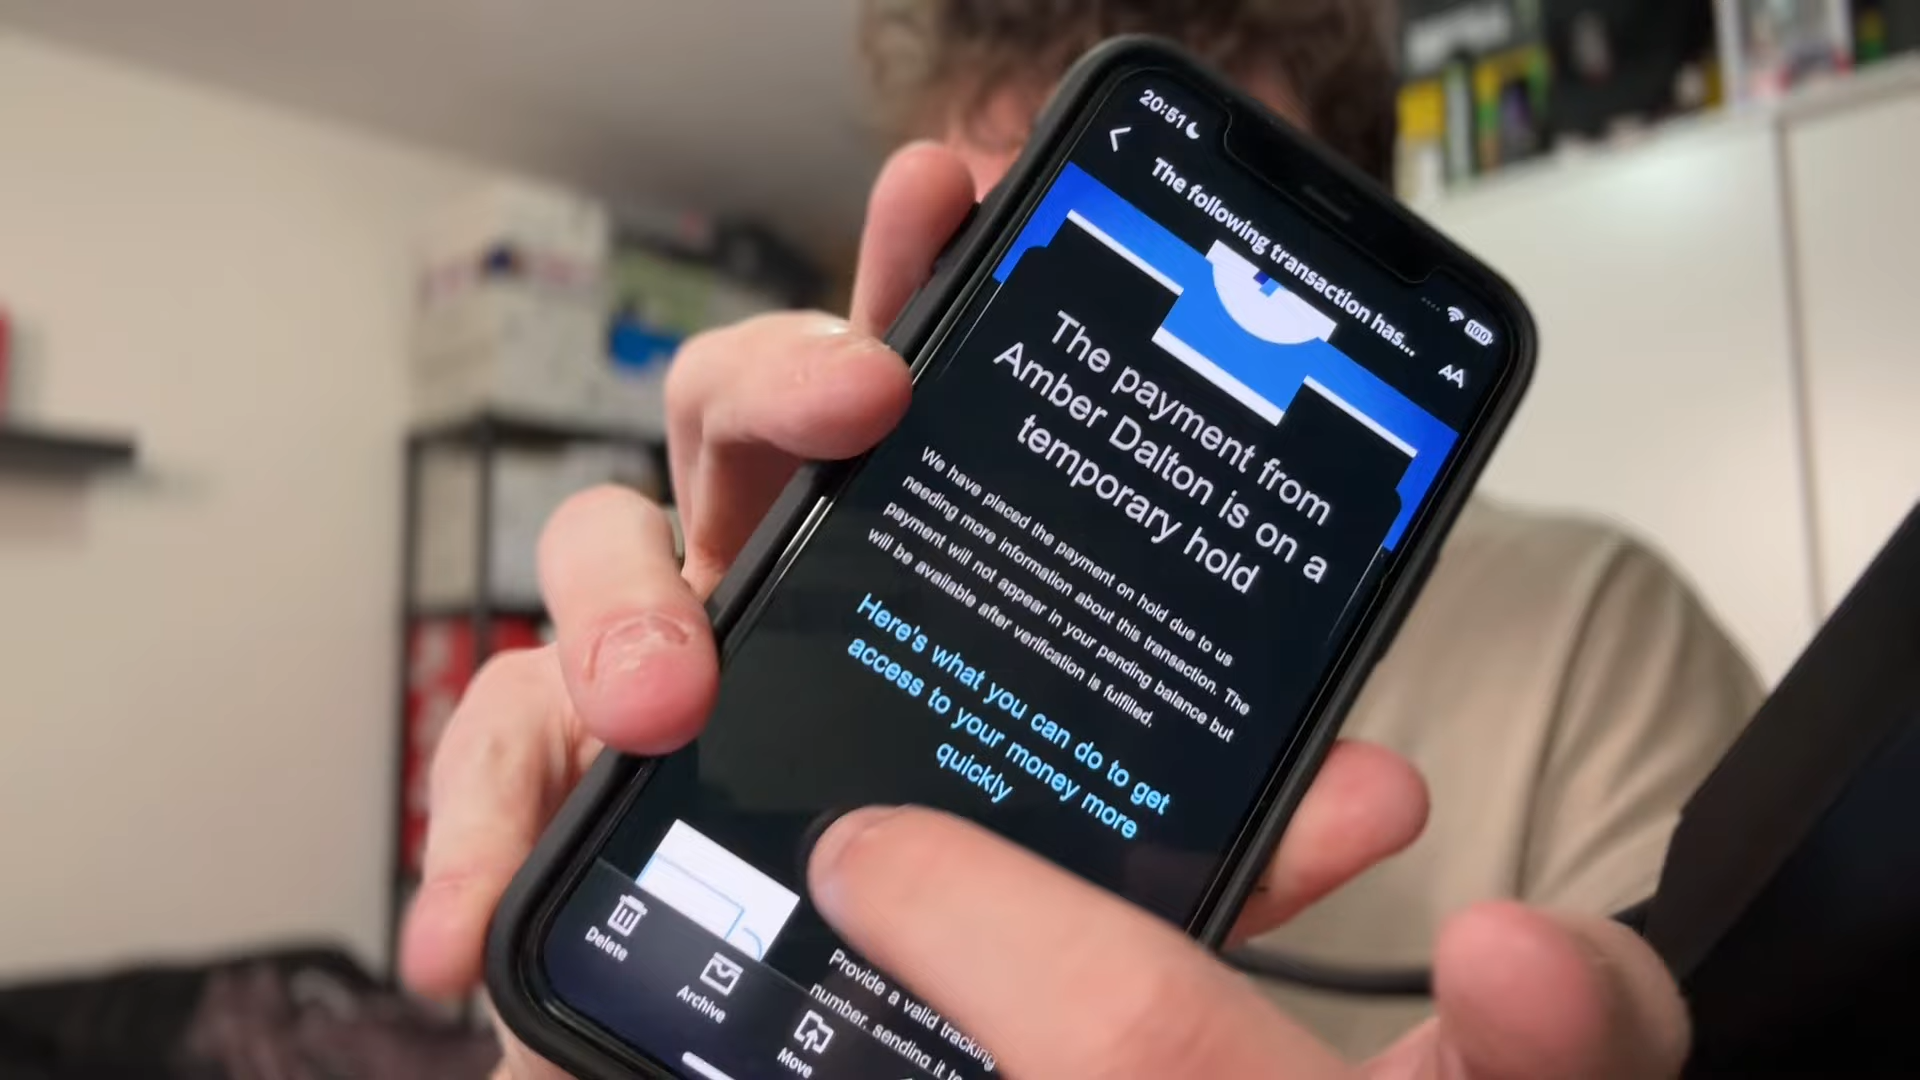 20:51
The following transaction has...
100
AA
The payment from
Amber Dalton is on a
temporary hold
We have placed the payment on hold due to us
needing more information about this transaction. The
payment will not appear in your pending balance but
will be available after verification is fulfilled.
Here's what you can do to get
access to your money more
quickly
Provide a valid tracking
number, sending it to
Delete
Archive
Move